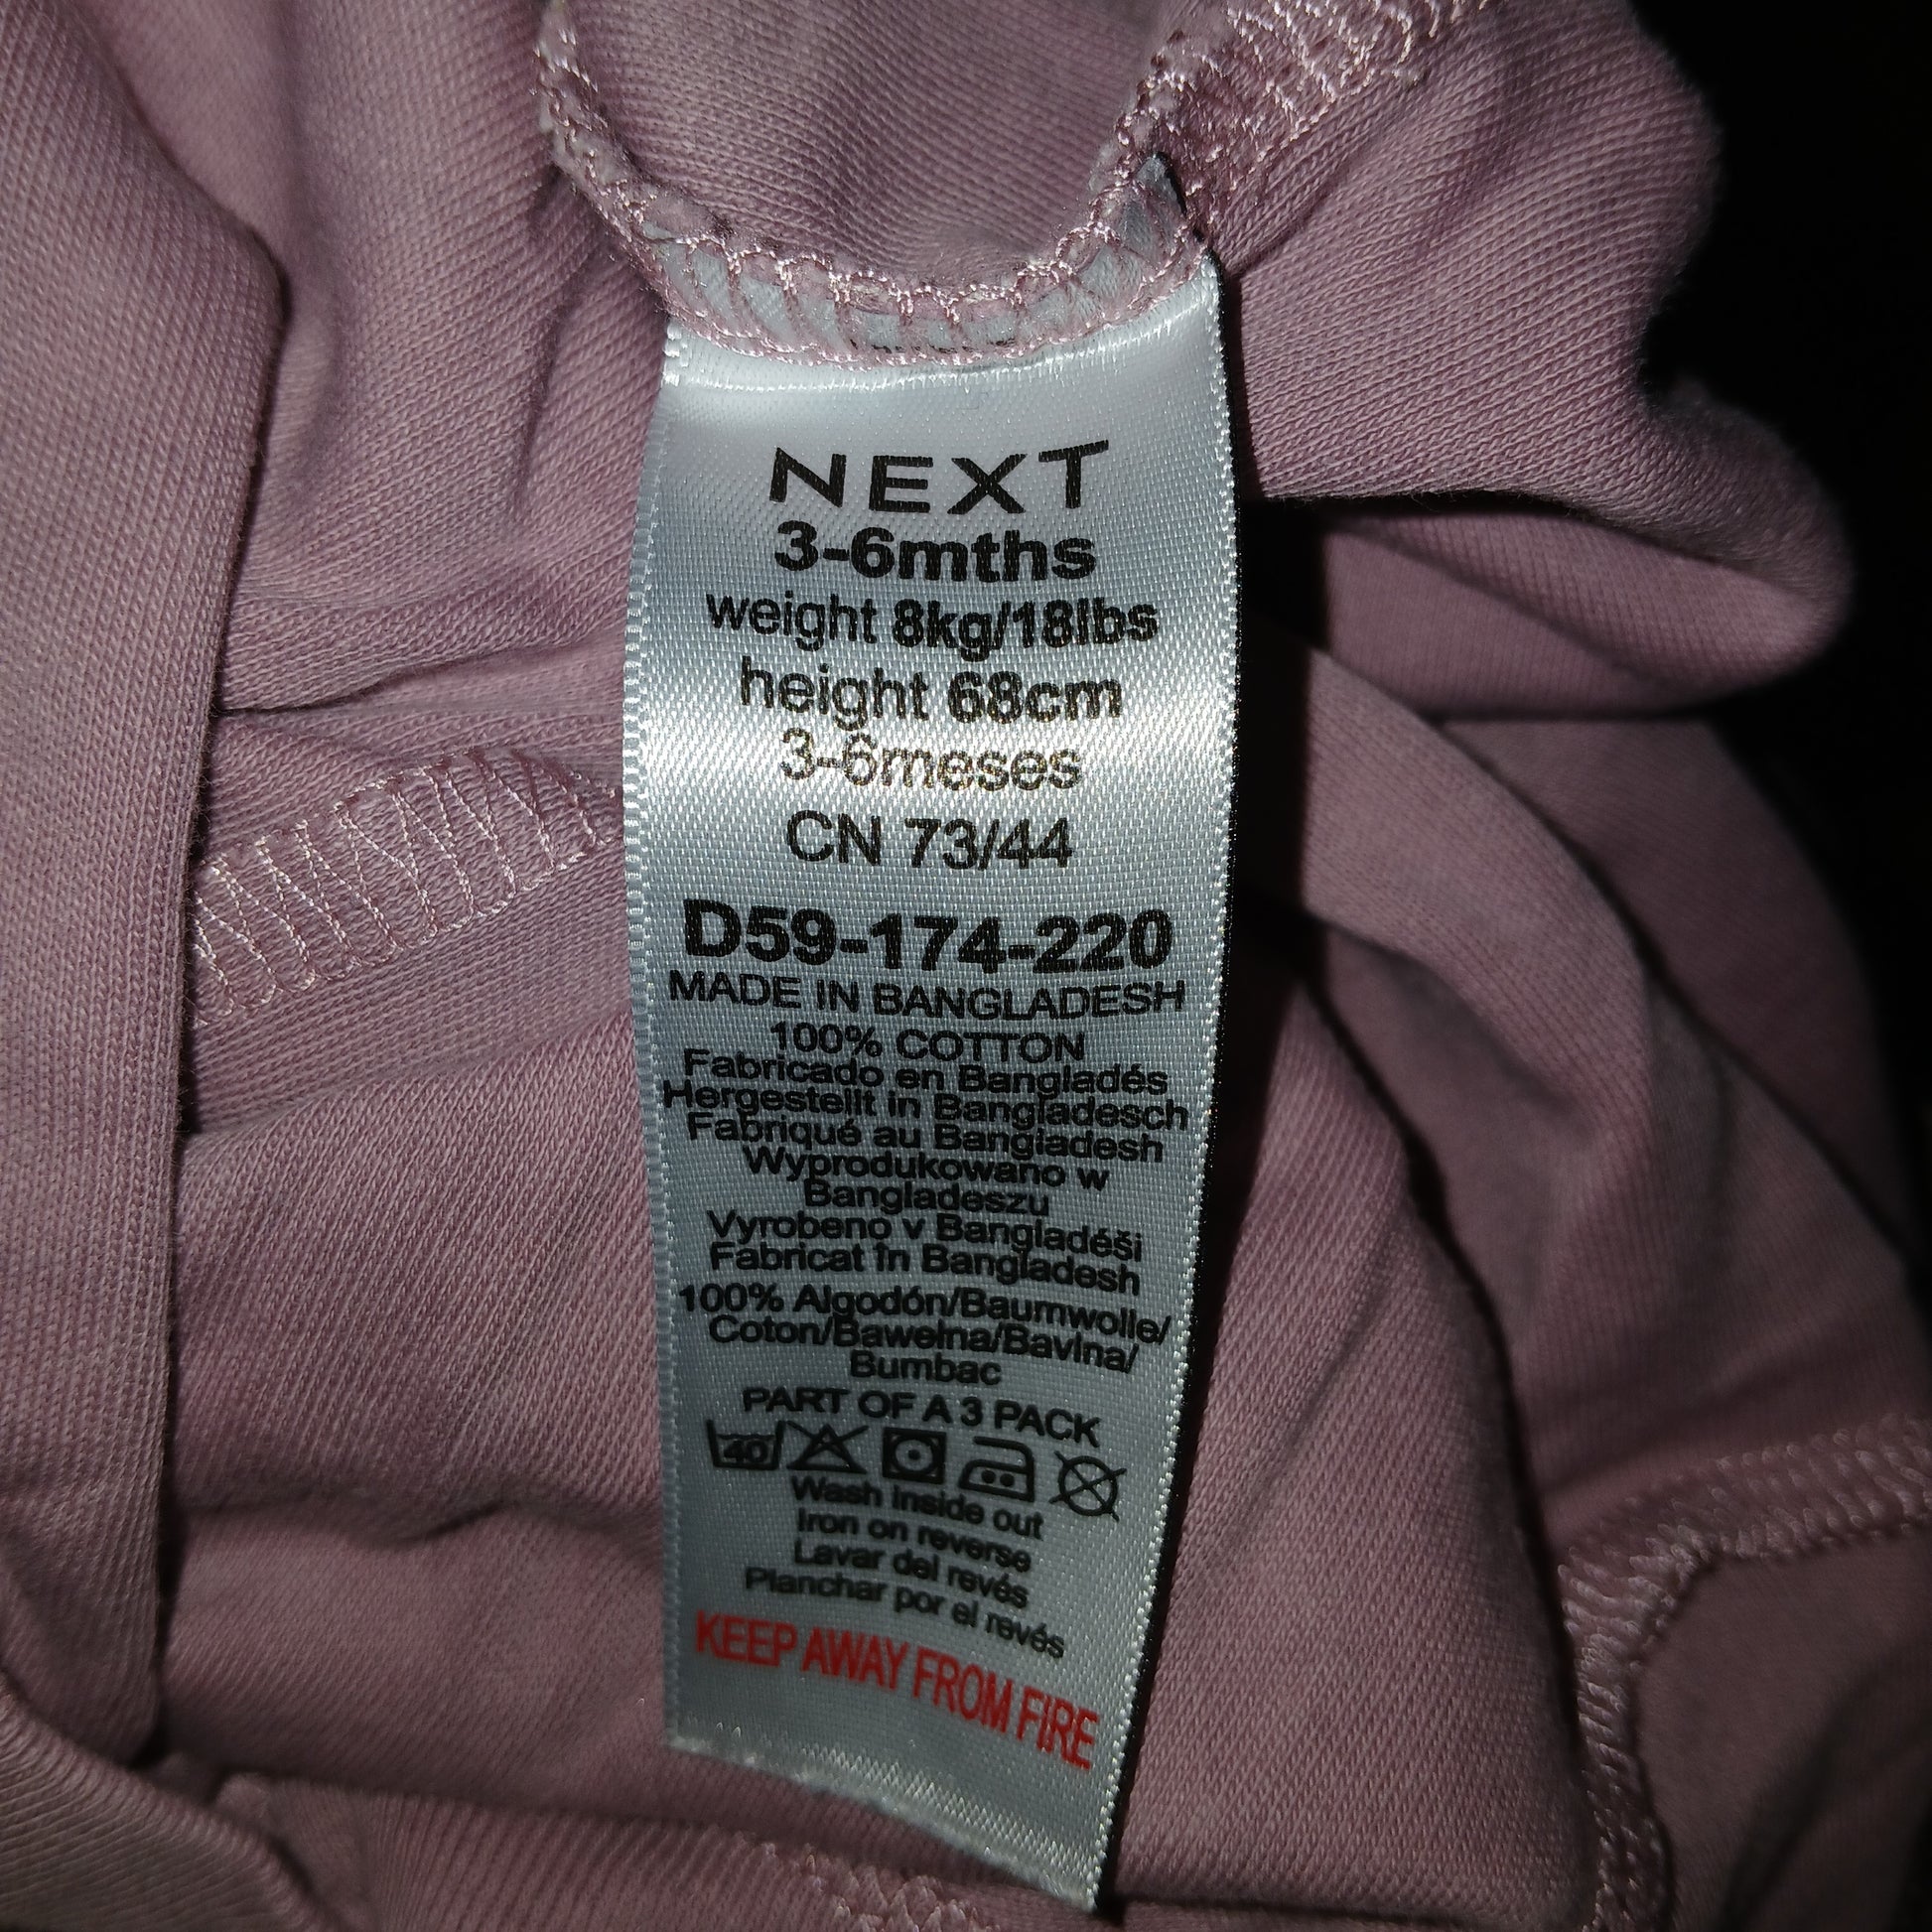 NEXT
3-6mths
weight 8kg/18lbs
height 68cm
3-6meses
CN 73/44
D59-174-220
MADE IN BANGLADESH
100% COTTON
Fabricado en Bangladés
Hergestellt in Bangladesch
Fabriqué au Bangladesh
Wyprodukowano w
Bangladeszu
Vyrobeno v Bangladéši
Fabricat în Bangladesh
100% Algodón/Baumwolle/
Coton/Bawełna/Bavlna/
Bumbac
PART OF A 3 PACK
40
Wash inside out
Iron on reverse
Lavar del revés
Planchar por el revés
KEEP AWAY FROM FIRE